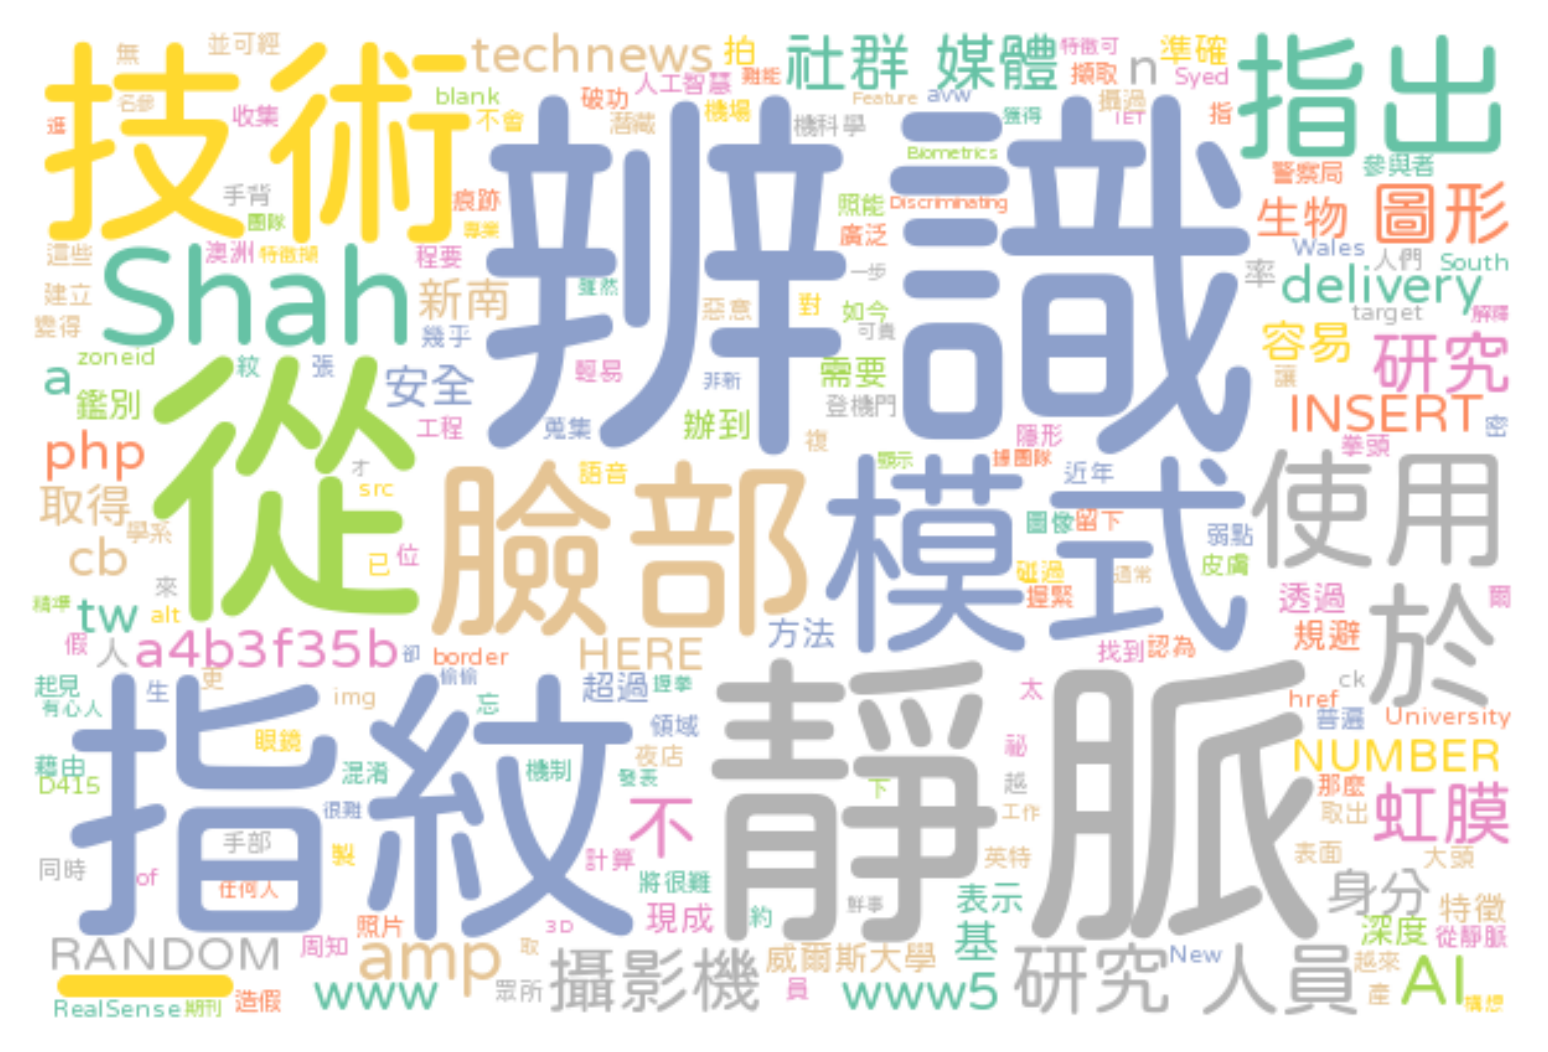 技術
辨識
指出
technews
拍
社群 媒體
特徵可
準確
n
擷取
Syed
無
並可經
人工智慧
難能
blank
破功
機場
Feature
avw
攝過
IET
獲得
指
名參
收集
不會
潛藏
機科學
Biometrics
警察局
參與者
手背
團隊
痕跡
專業
照能
Discriminating
廣泛
生物
圖形
Wales
人們
South
這些
澳洲
特徵擷
程要
Shah
新南
雖然
一步
率
delivery
建立
變得
惡意
對
如今
可貴
target
解釋
幾乎
zoneid
紋
張
安全
輕易
非新
需要
容易
研究
讓
a
鑑別
從
工程
蒐集
辦到
登機門
複
INSERT
密
隱形
拳頭
php
才
src
語音
顯示
據團隊
近年
取得
學系
臉部
模式
使用
圖像
留下
弱點
cb
已
位
碰過
通常
皮膚
來
精準
tw
alt
握緊
透過
爾
假
人
a4b3f35b
卻
border
HERE
方法
找到
認為
規避
於
起見
生
更
img
偷偷
忘
超過
握拳
靜脈
太
ck
href
普遍
University
有心人
指紋
眼鏡
領域
夜店
祕
NUMBER
藉由
D415
混淆
機制
發表
下
越
那麼
虹膜
很難
不
工作
取出
手部
製
計算
英特
表面
大頭
同時
of
任何人
將很難
鮮事
表示
身分
特徵
照片
3D
現成
約
基
深度
從靜脈
RANDOM
周知
amp
取
攝影機
威爾斯大學
研究 人員
New
越來
AI
RealSense
期刊
造假
www
眾所
員
www5
產
構想